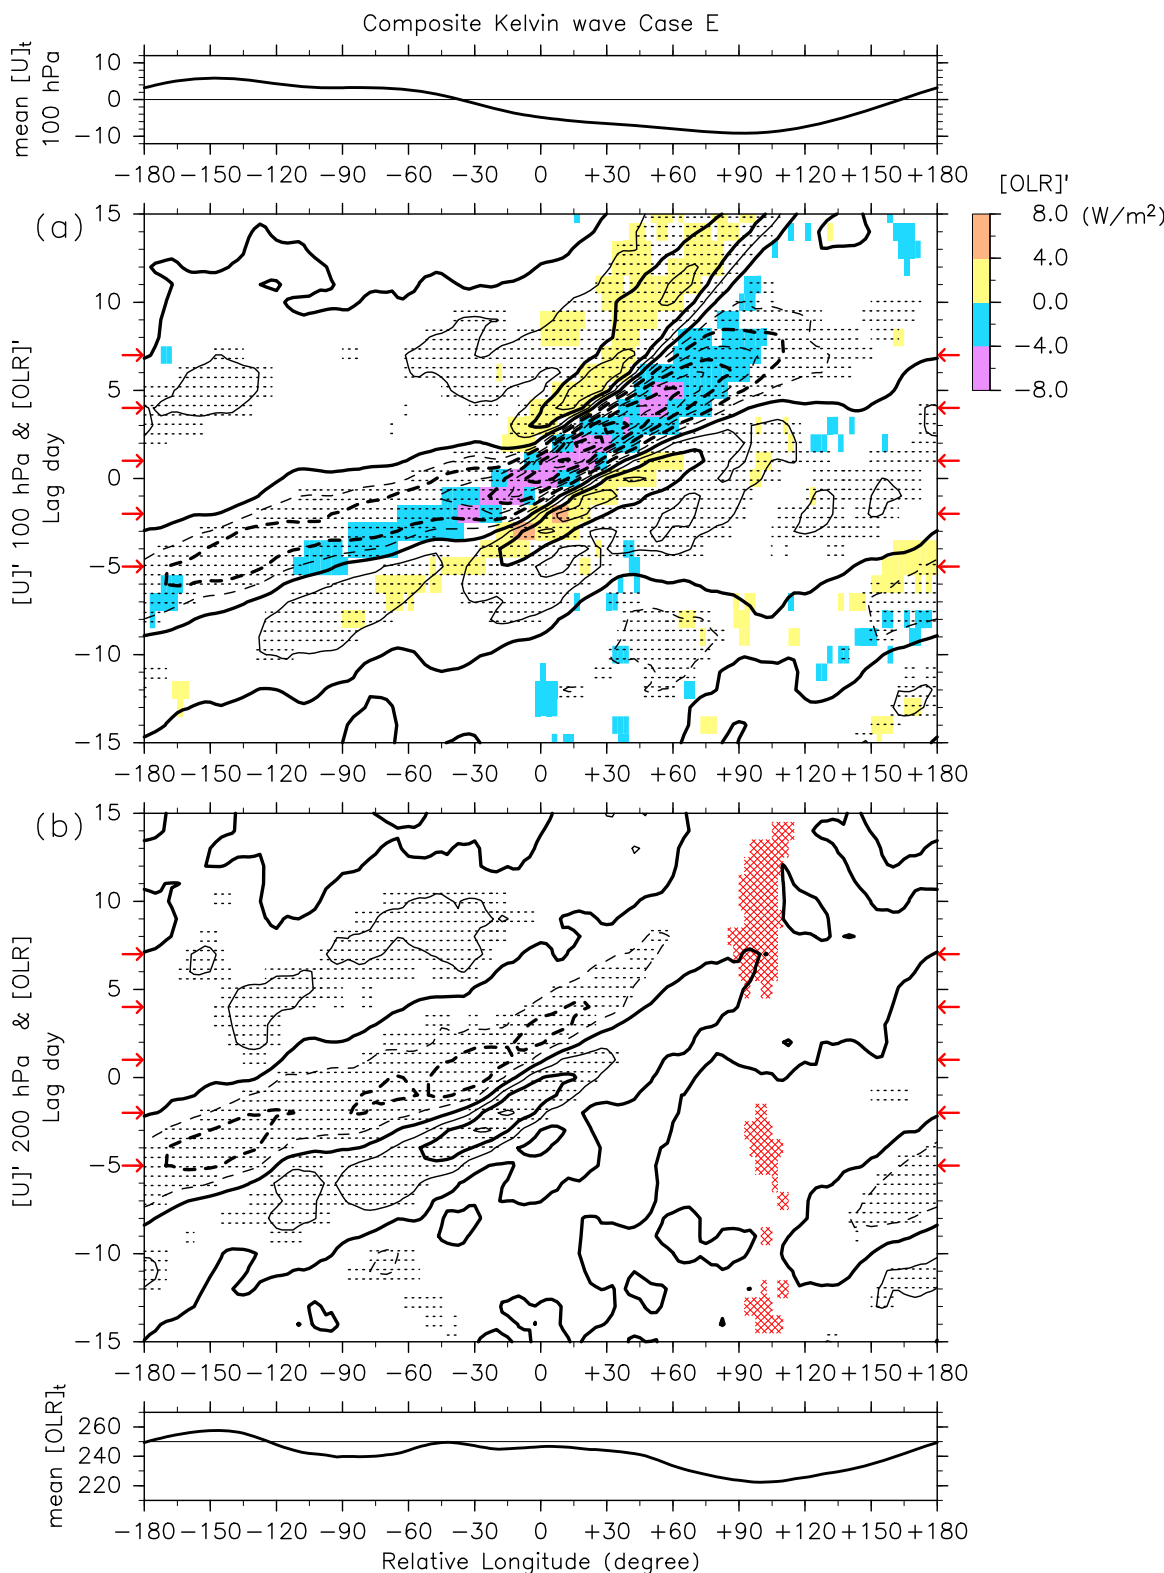 Composite Kelvin wave Case E
mean [U]t
100 hPa
10
0
−10
−180 −150 −120 −90 −60 −30 0 +30 +60 +90 +120 +150 +180
[OLR]'
(W/m²)
8.0
4.0
0.0
−4.0
−8.0
(a)
[U]' 100 hPa & [OLR]'
Lag day
15
10
5
0
−5
−10
−15
−180 −150 −120 −90 −60 −30 0 +30 +60 +90 +120 +150 +180
(b)
[U]' 200 hPa & [OLR]
Lag day
15
10
5
0
−5
−10
−15
−180 −150 −120 −90 −60 −30 0 +30 +60 +90 +120 +150 +180
mean [OLR]t
260
240
220
−180 −150 −120 −90 −60 −30 0 +30 +60 +90 +120 +150 +180
Relative Longitude (degree)